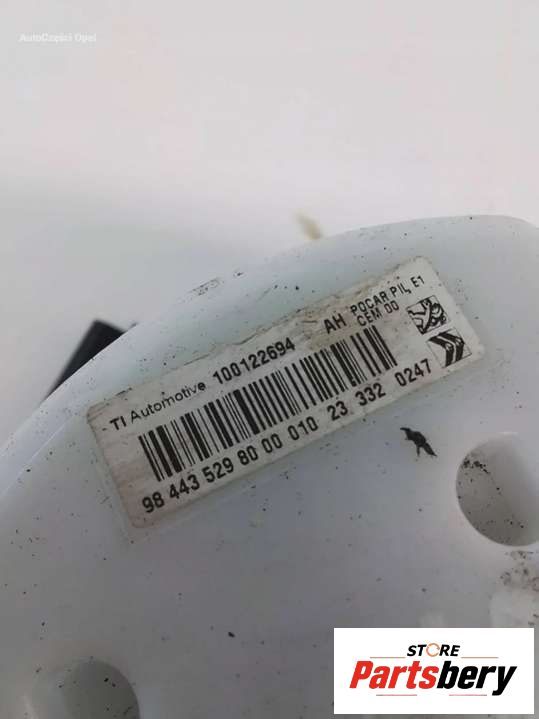 AutoCzęści Opel
TI Automotive 100122694 AH POCAR PIL, E1
CEM D0
98 443 529 80 00 010 23 332 0247
STORE
Partsbery